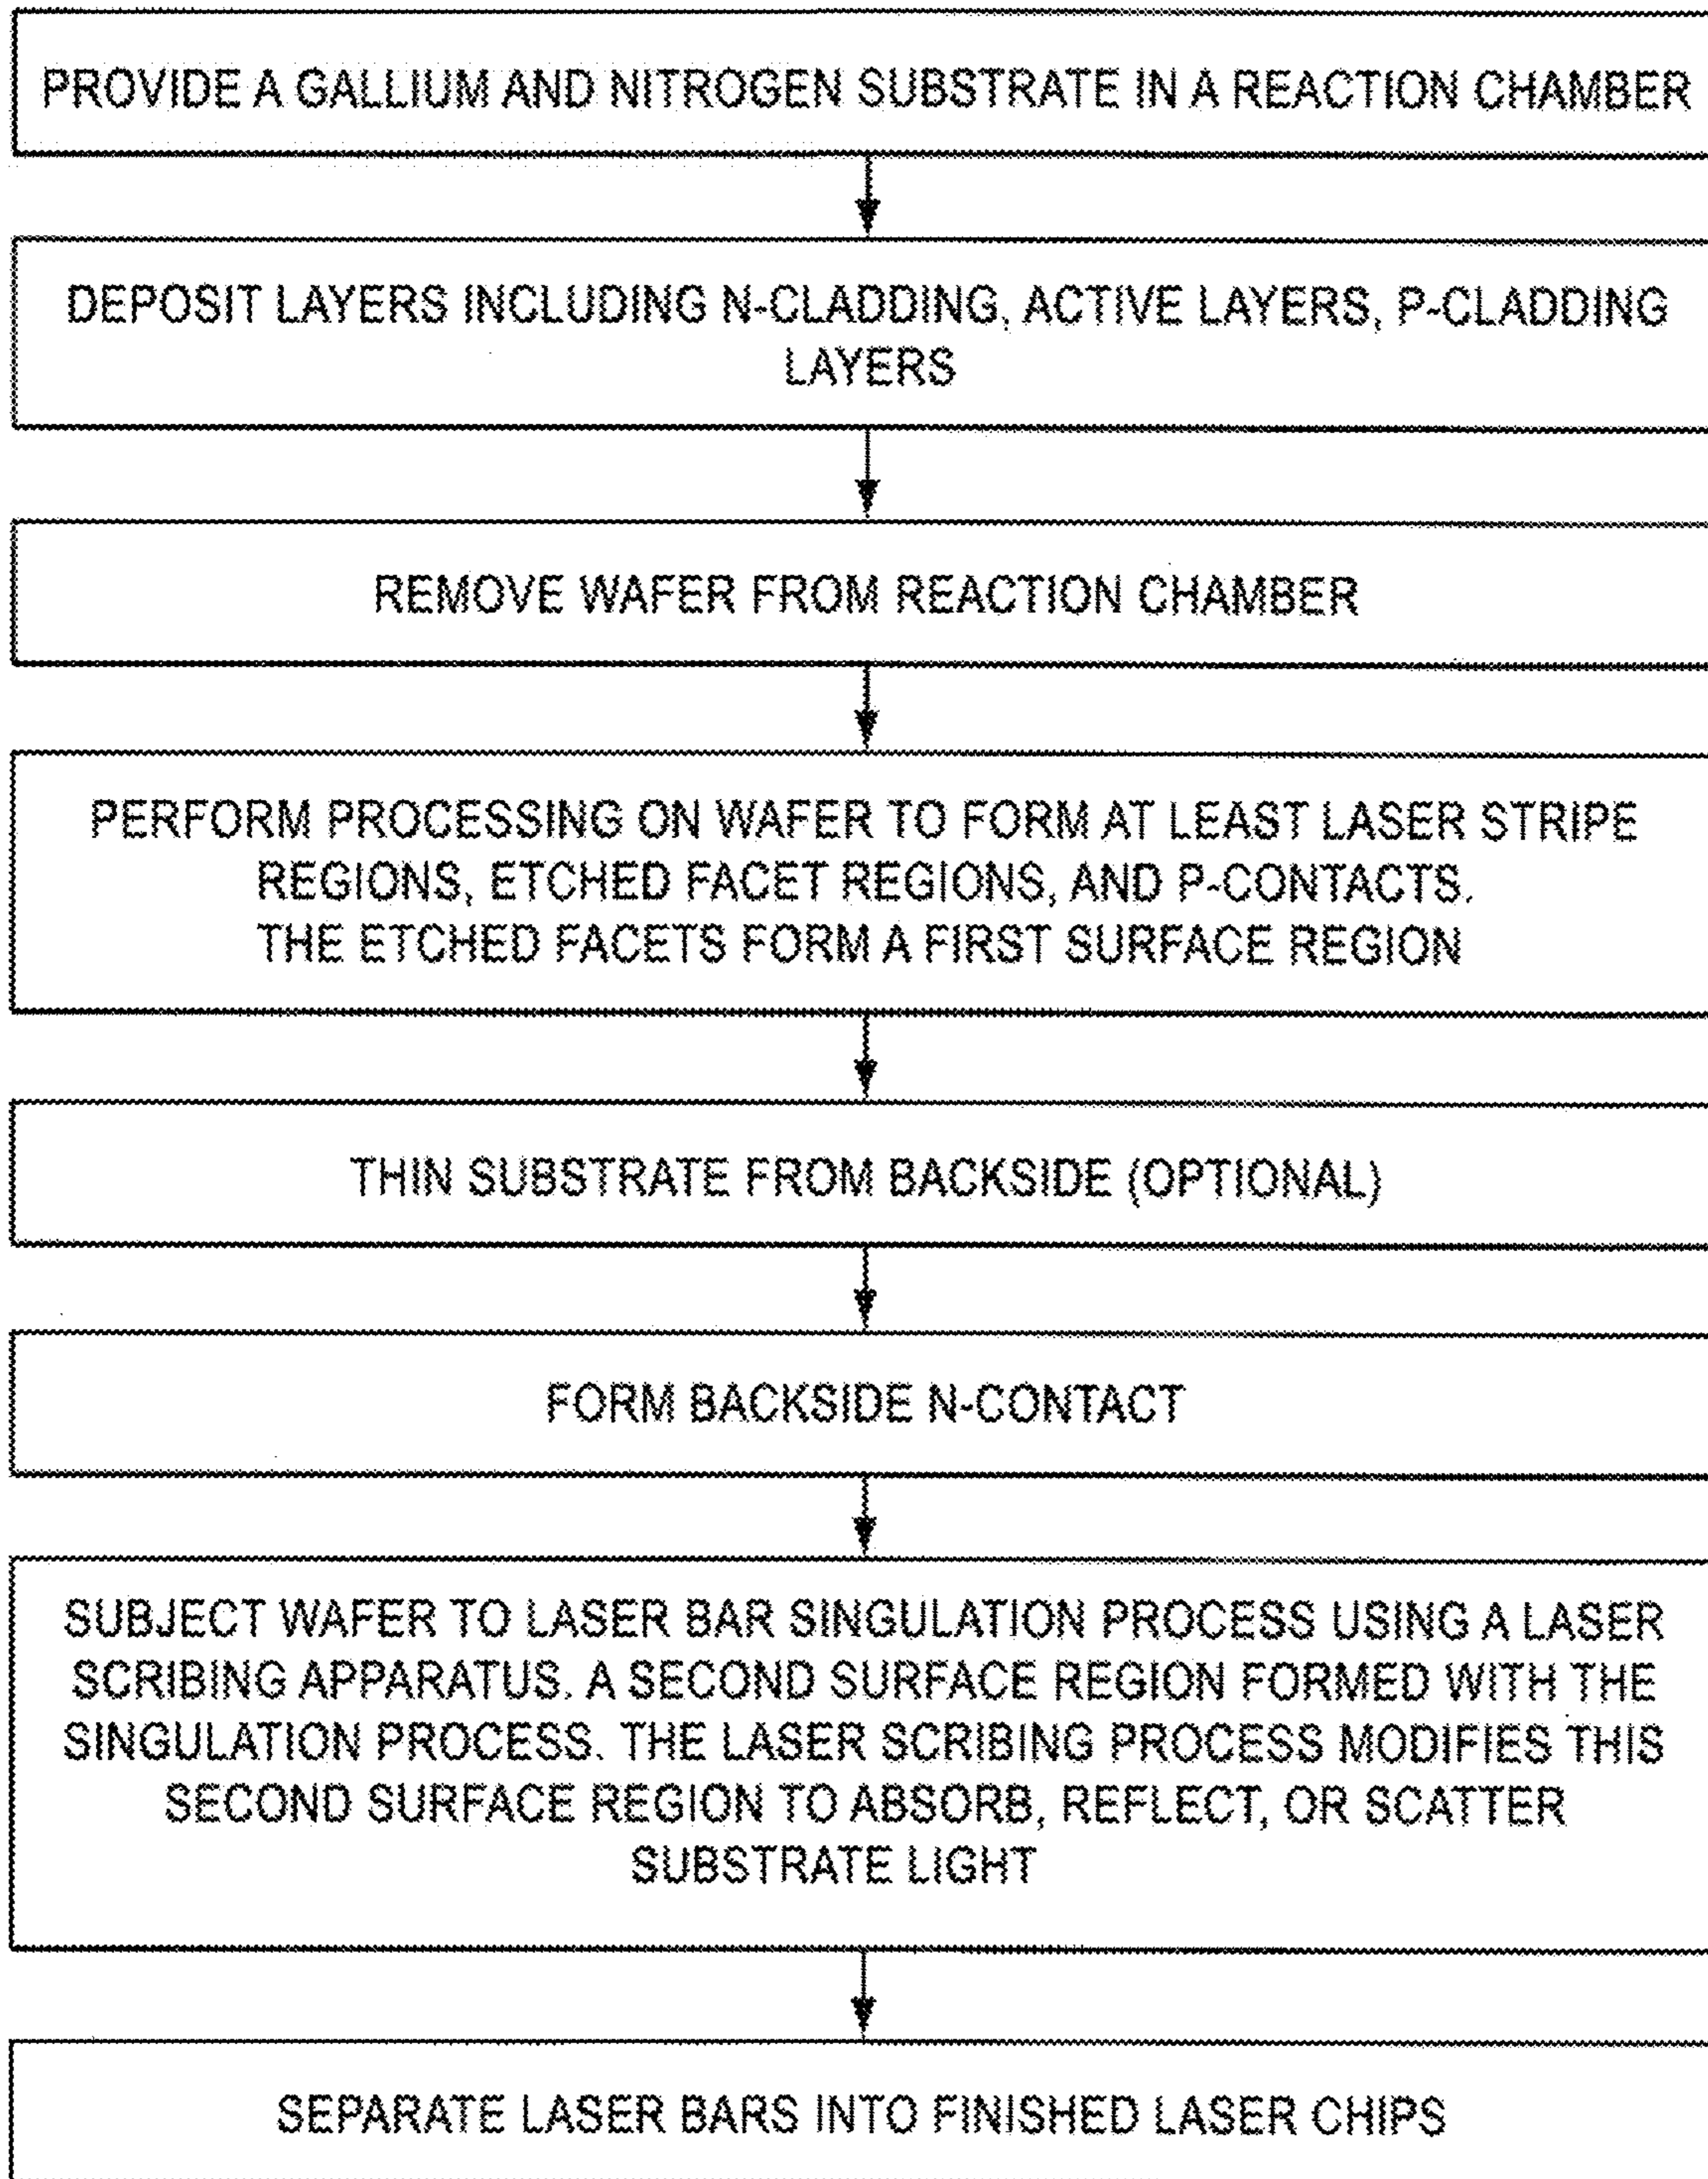 PROVIDE A GALLIUM AND NITROGEN SUBSTRATE IN A REACTION CHAMBER
DEPOSIT LAYERS INCLUDING N-CLADDING, ACTIVE LAYERS, P-CLADDING
LAYERS
REMOVE WAFER FROM REACTION CHAMBER
PERFORM PROCESSING ON WAFER TO FORM AT LEAST LASER STRIPE
REGIONS, ETCHED FACET REGIONS, AND P-CONTACTS.
THE ETCHED FACETS FORM A FIRST SURFACE REGION
THIN SUBSTRATE FROM BACKSIDE (OPTIONAL)
FORM BACKSIDE N-CONTACT
SUBJECT WAFER TO LASER BAR SINGULATION PROCESS USING A LASER
SCRIBING APPARATUS. A SECOND SURFACE REGION FORMED WITH THE
SINGULATION PROCESS. THE LASER SCRIBING PROCESS MODIFIES THIS
SECOND SURFACE REGION TO ABSORB, REFLECT, OR SCATTER
SUBSTRATE LIGHT
SEPARATE LASER BARS INTO FINISHED LASER CHIPS